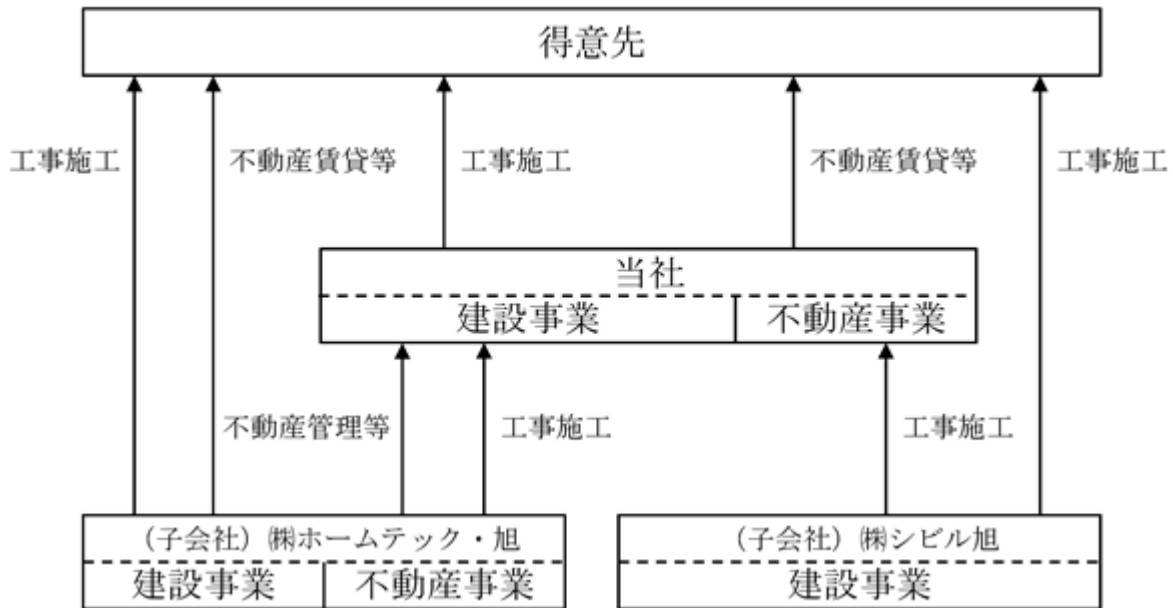 得意先
工事施工
不動産賃貸等
工事施工
不動産賃貸等
工事施工
当社
建設事業
不動産事業
不動産管理等
工事施工
工事施工
(子会社)㈱ホームテック・旭
建設事業
不動産事業
(子会社)㈱シビル旭
建設事業